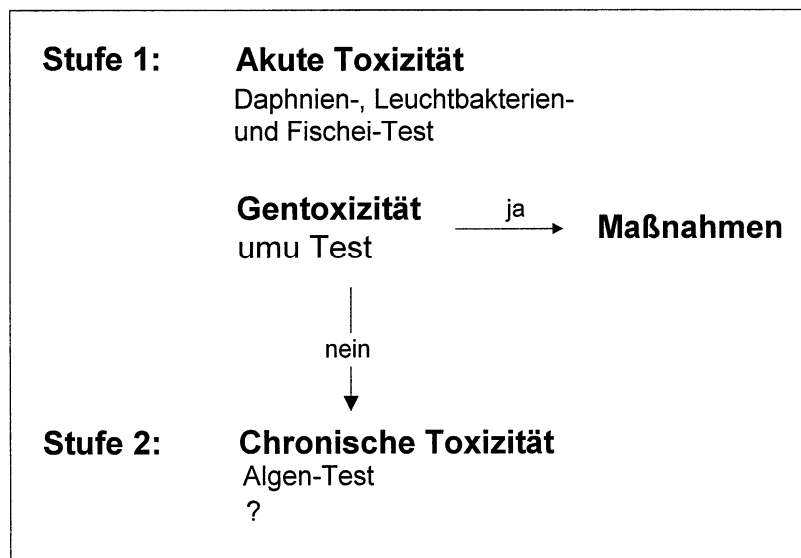 Stufe 1: Akute Toxizität
Daphnien-, Leuchtbakterien-
und Fischei-Test
Gentoxizität ja Maßnahmen
umu Test
nein
Stufe 2: Chronische Toxizität
Algen-Test
?